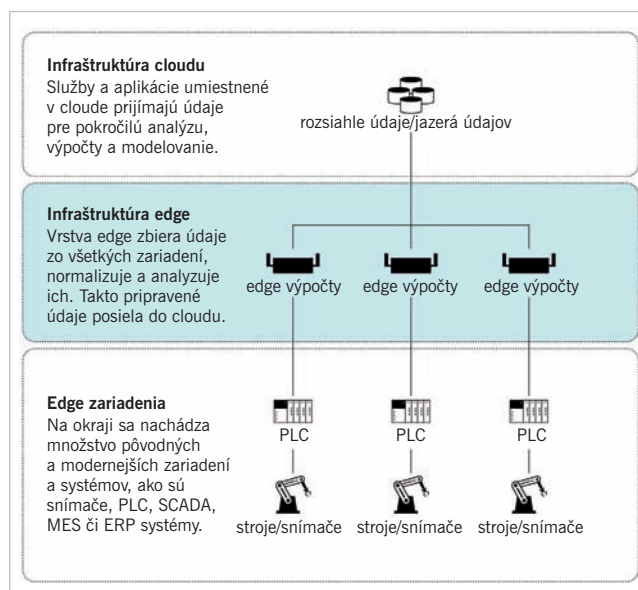 Infraštruktúra cloudu
Služby a aplikácie umiestnené
v cloude prijímajú údaje
pre pokročilú analýzu,
výpočty a modelovanie.
rozsiahle údaje/jazerá údajov
Infraštruktúra edge
Vrstva edge zbiera údaje
zo všetkých zariadení,
normalizuje a analyzuje
ich. Takto pripravené
údaje posiela do cloudu.
edge výpočty
edge výpočty
edge výpočty
Edge zariadenia
Na okraji sa nachádza
množstvo pôvodných
a modernejších zariadení
a systémov, ako sú
snímače, PLC, SCADA,
MES či ERP systémy.
PLC
PLC
PLC
stroje/snímače
stroje/snímače
stroje/snímače